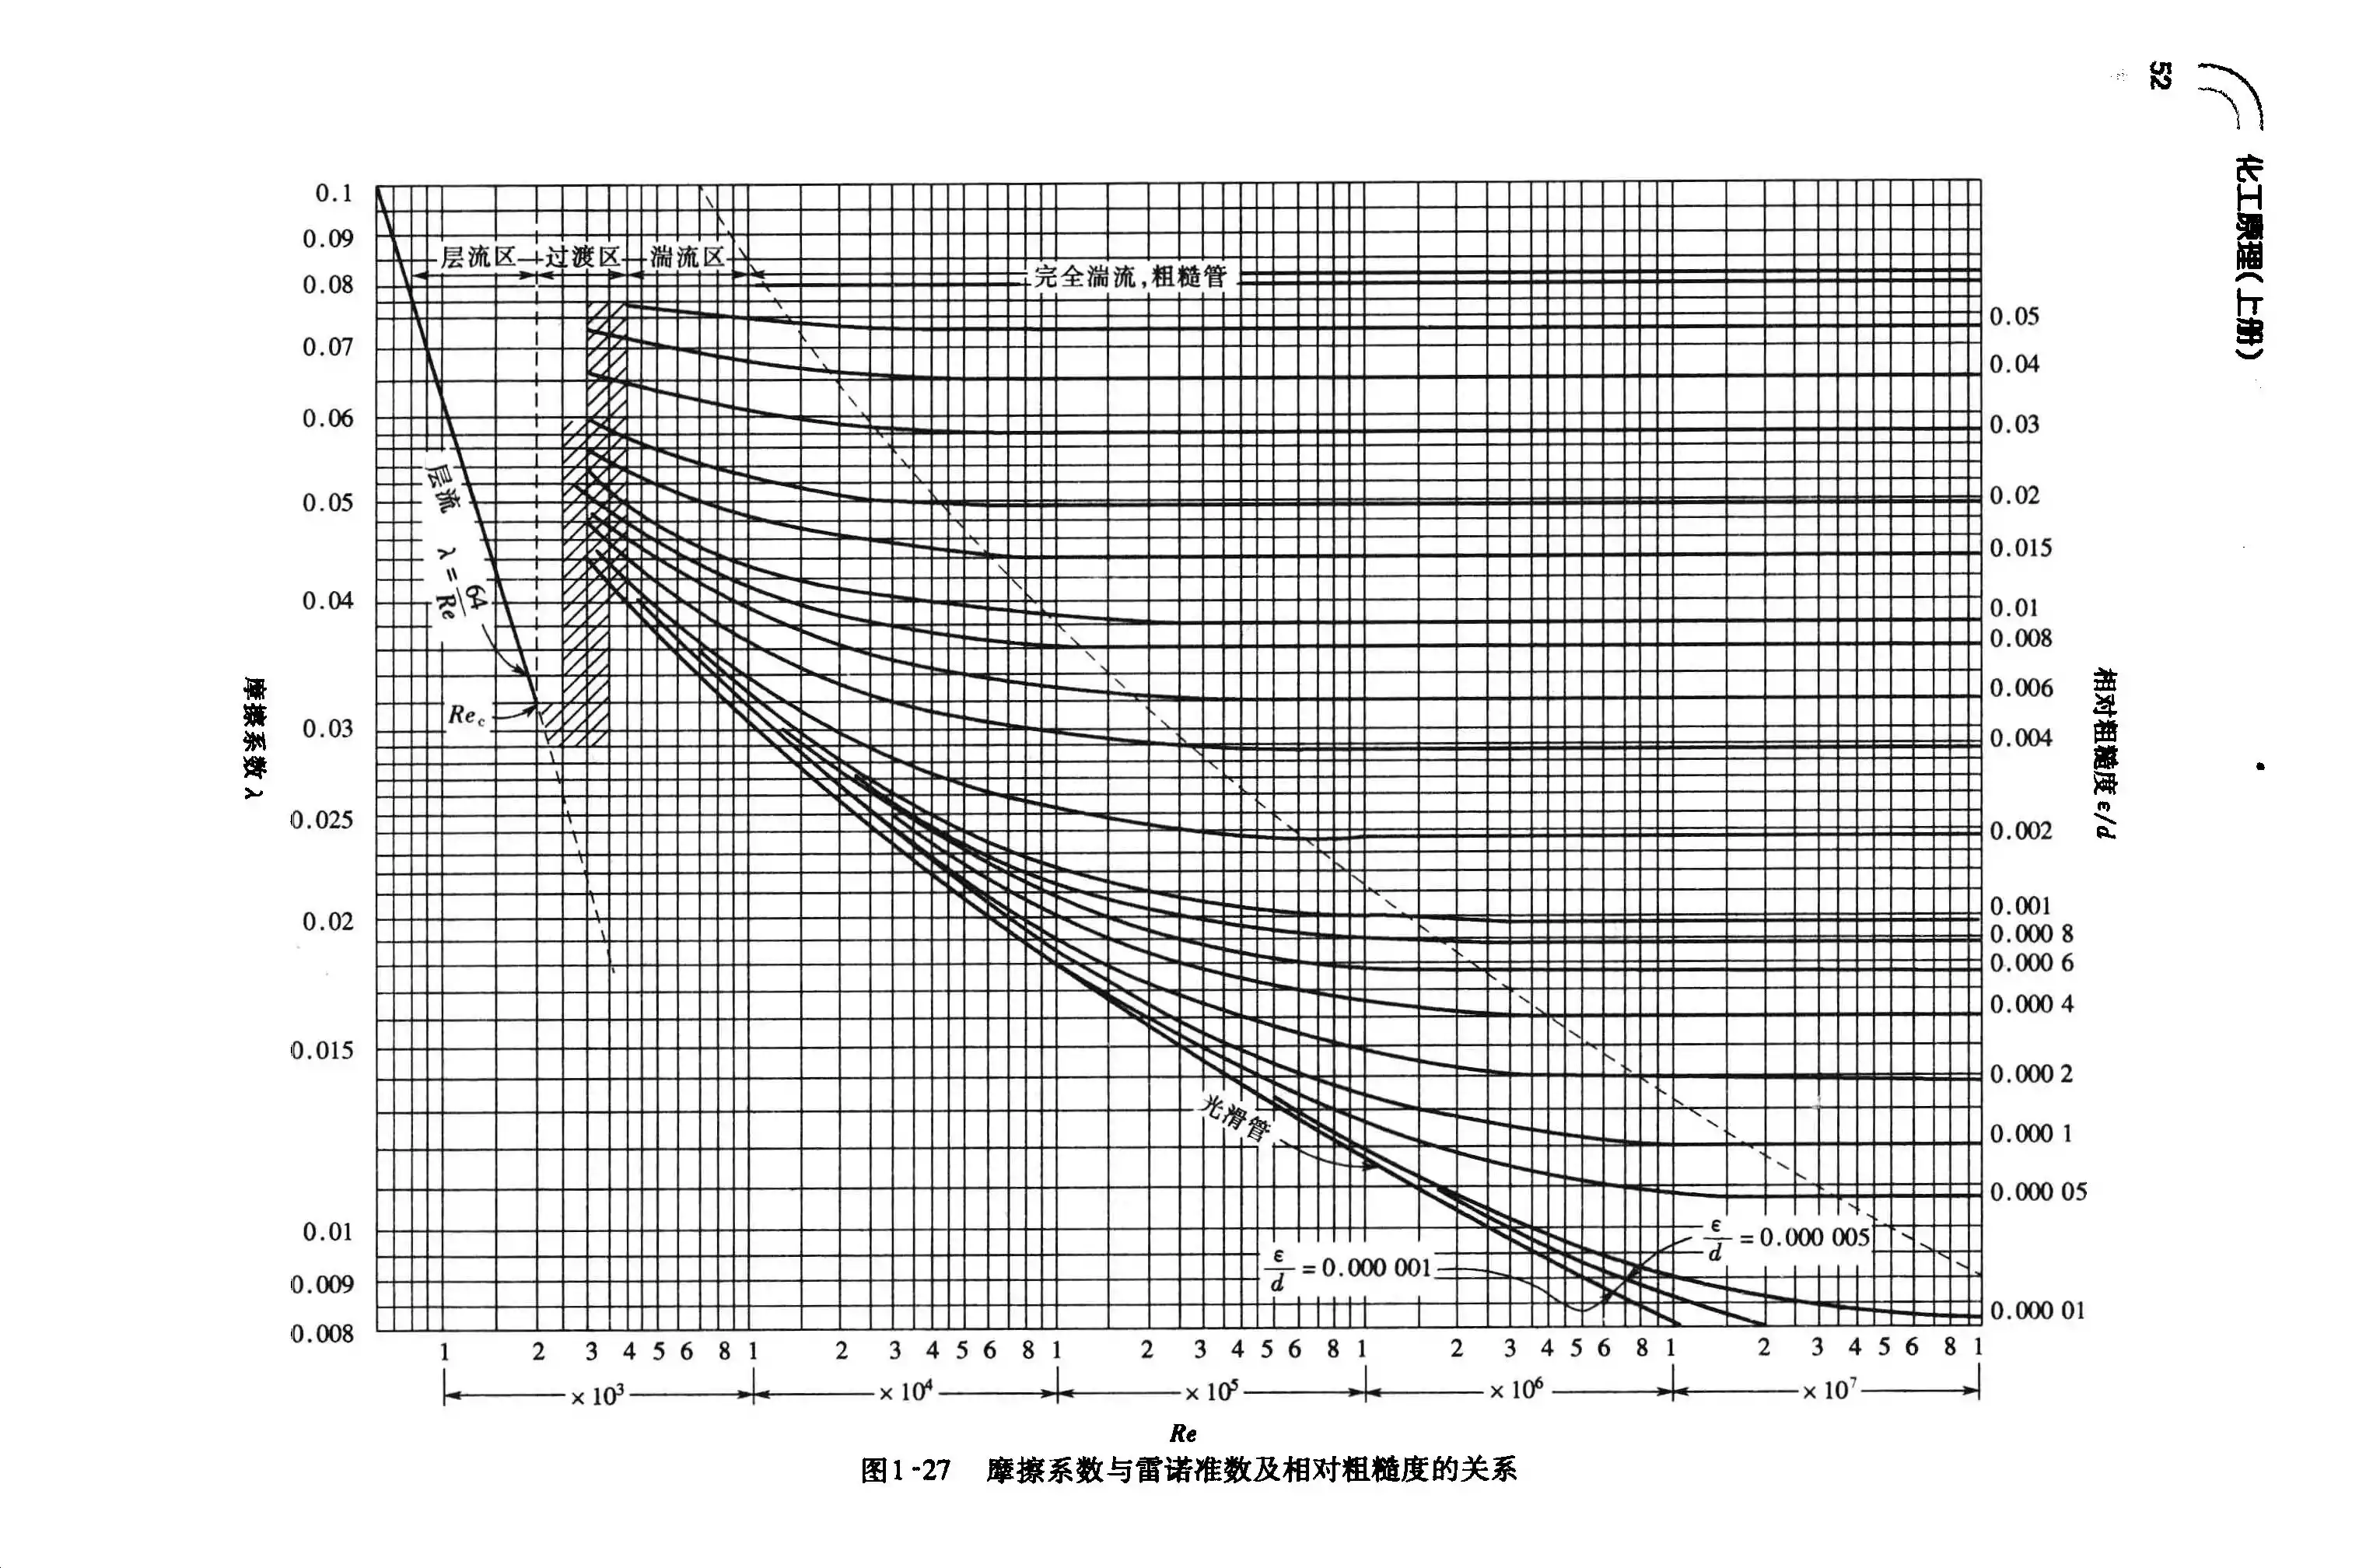 52
化工原理(上册)
0.1
0.09
0.08
0.07
0.06
0.05
0.04
0.03
0.025
0.02
0.015
0.01
0.009
0.008
摩擦系数 λ
层流区 过渡区 湍流区
完全湍流,粗糙管
层流 λ=64/Re
Re_c
光滑管
ε/d=0.000 001
ε/d=0.000 005
0.05
0.04
0.03
0.02
0.015
0.01
0.008
0.006
0.004
0.002
0.001
0.000 8
0.000 6
0.000 4
0.000 2
0.000 1
0.000 05
0.000 01
相对粗糙度 ε/d
1 2 3 4 5 6 8 1 2 3 4 5 6 8 1 2 3 4 5 6 8 1 2 3 4 5 6 8 1 2 3 4 5 6 8 1
×10³ ×10⁴ ×10⁵ ×10⁶ ×10⁷
Re
图1-27 摩擦系数与雷诺准数及相对粗糙度的关系